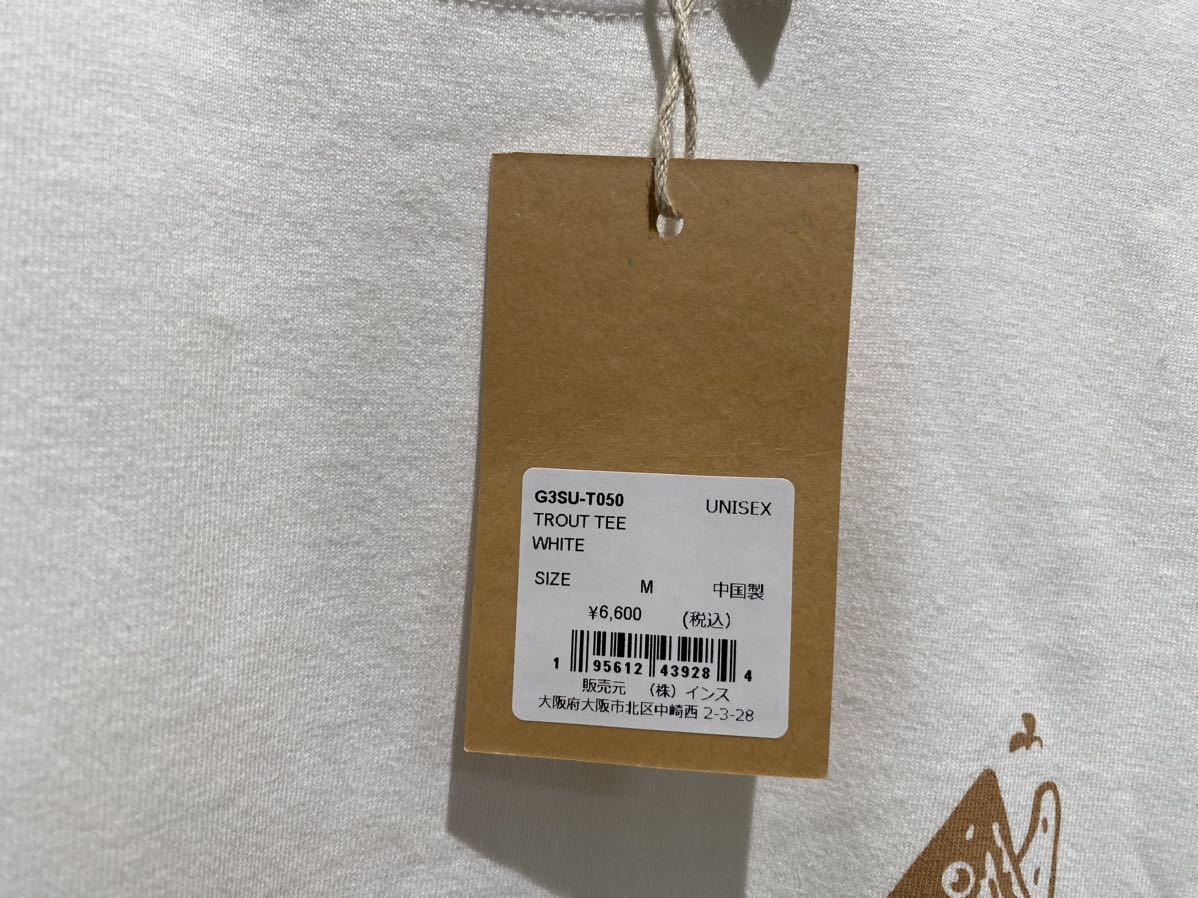 G3SU-T050 UNISEX
TROUT TEE
WHITE
SIZE M 中国製
¥6,600 (税込)
1 95612 43928 4
販売元 (株) インス
大阪府大阪市北区中崎西 2-3-28